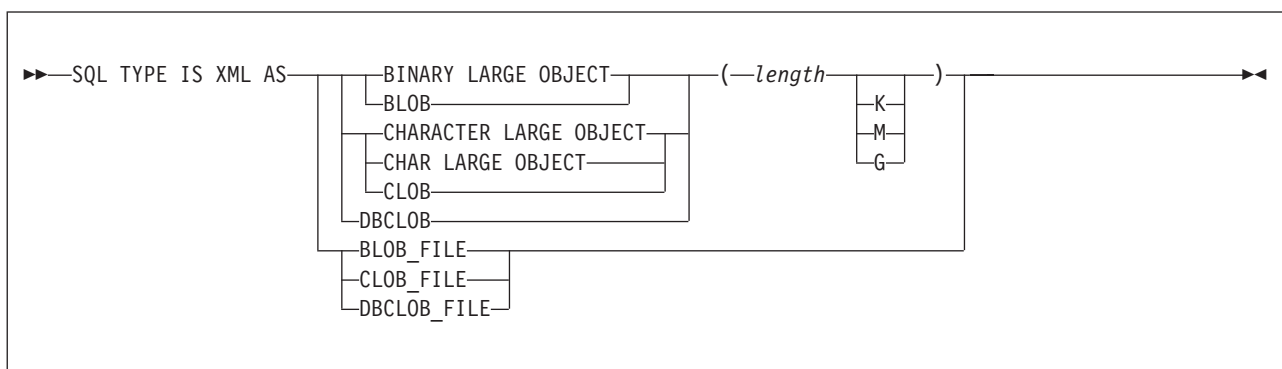 SQL TYPE IS XML AS BINARY LARGE OBJECT ( length )
BLOB K
CHARACTER LARGE OBJECT M
CHAR LARGE OBJECT G
CLOB
DBCLOB
BLOB_FILE
CLOB_FILE
DBCLOB_FILE